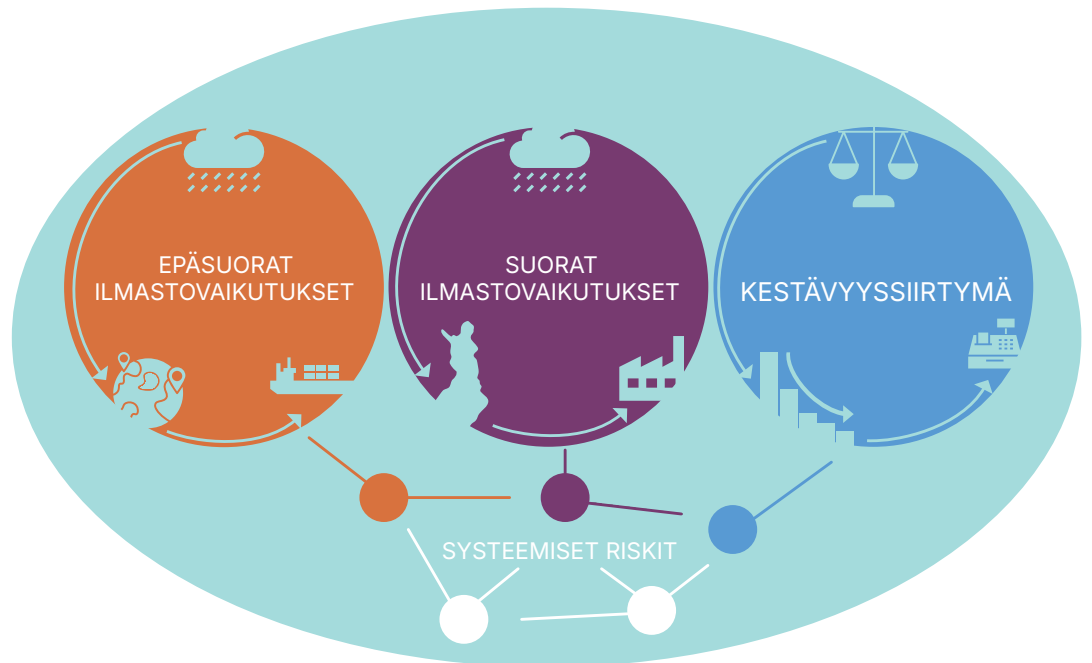 EPÄSUORAT
ILMASTOVAIKUTUKSET
SUORAT
ILMASTOVAIKUTUKSET
KESTÄVYYSSIIRTYMÄ
SYSTEEMISET RISKIT